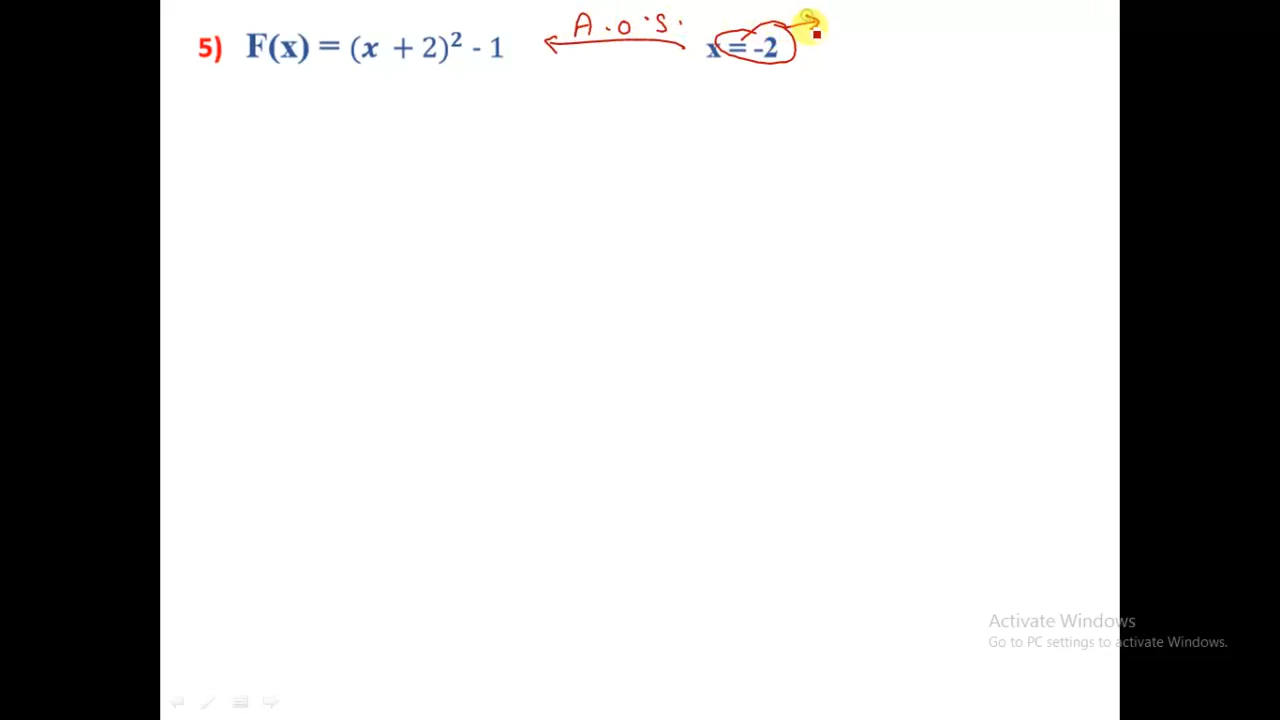 A.O.S.
5) F(x) = (x + 2)² - 1 x = -2
Activate Windows
Go to PC settings to activate Windows.